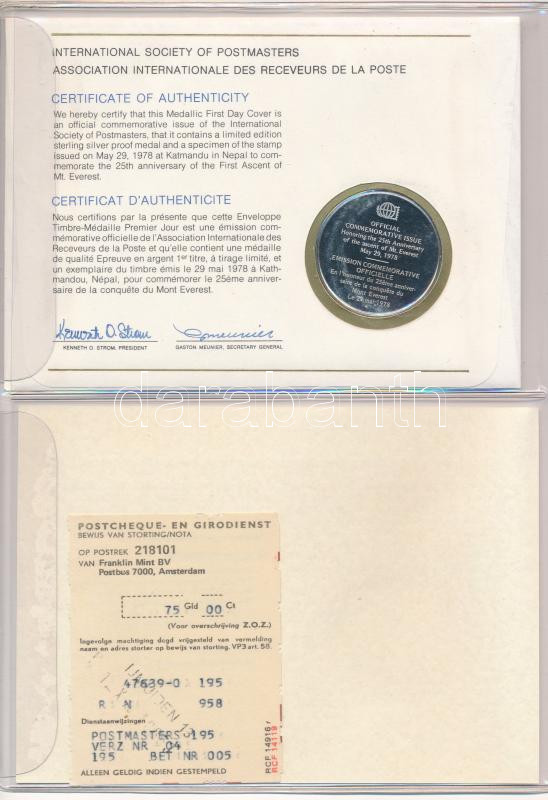 INTERNATIONAL SOCIETY OF POSTMASTERS
ASSOCIATION INTERNATIONALE DES RECEVEURS DE LA POSTE
CERTIFICATE OF AUTHENTICITY
We hereby certify that this Medallic First Day Cover is
an official commemorative issue of the International
Society of Postmasters, that it contains a limited edition
sterling silver proof medal and a specimen of the stamp
issued on May 29, 1978 at Katmandu in Nepal to com-
memorate the 25th anniversary of the First Ascent of
Mt. Everest.
CERTIFICAT D'AUTHENTICITE
Nous certifions par la présente que cette Enveloppe
Timbre-Médaille Premier Jour est une émission com-
mémorative officielle de l'Association Internationale des
Receveurs de la Poste et qu'elle contient une médaille
de qualité Epreuve en argent 1er titre, à tirage limité, et
un exemplaire du timbre émis le 29 mai 1978 à Kath-
mandou, Népal, pour commémorer le 25ème anniver-
saire de la conquête du Mont Everest.
Kenneth O. Strom
KENNETH O. STROM, PRESIDENT
GASTON MEUNIER, SECRETARY GENERAL
OFFICIAL
COMMEMORATIVE ISSUE
Honoring the 25th Anniversary
of the ascent of Mt. Everest
May 29, 1978
EMISSION COMMEMORATIVE
OFFICIELLE
En l'honneur du 25ème anniver-
saire de la conquête du
Mont Everest
Le 29 mai 1978
darabanth
POSTCHEQUE- EN GIRODIENST
BEWIJS VAN STORTING/NOTA
OP POSTREK 218101
VAN Franklin Mint BV
Postbus 7000, Amsterdam
75 Gld 00 Ct
(Voor overschrijving Z.O.Z.)
Ingevolge machtiging dcgd vrijgesteld van vermelding
naam en adres storter op bewijs van storting. VP3 art. 58.
47639-0 195
R N 958
IJMUIDEN
Dienstaanwijzingen
POSTMASTERS 195
VERZ NR 04
195 BET NR 005
ALLEEN GELDIG INDIEN GESTEMPELD
RCF 14916
RCF 14119